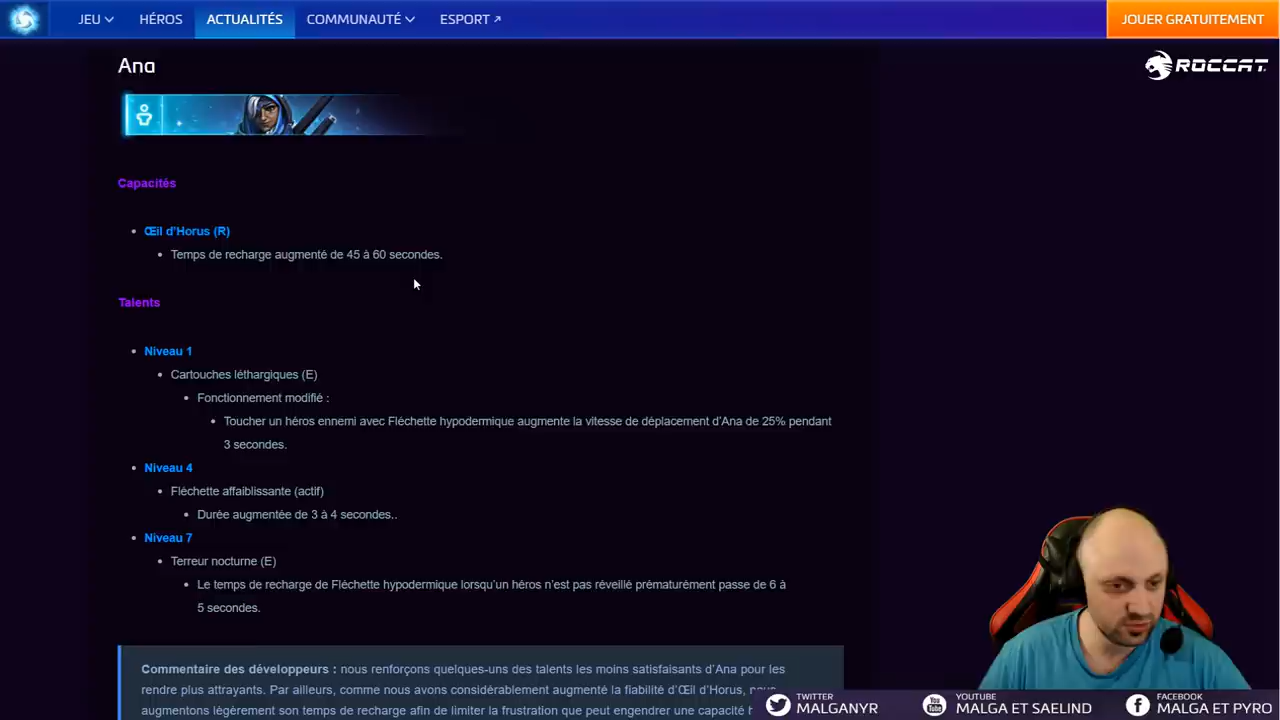 JEU HÉROS ACTUALITÉS COMMUNAUTÉ ESPORT JOUER GRATUITEMENT
Ana
ROCCAT
Capacités
Œil d'Horus (R)
Temps de recharge augmenté de 45 à 60 secondes.
Talents
Niveau 1
Cartouches léthargiques (E)
Fonctionnement modifié :
Toucher un héros ennemi avec Fléchette hypodermique augmente la vitesse de déplacement d'Ana de 25% pendant
3 secondes.
Niveau 4
Fléchette affaiblissante (actif)
Durée augmentée de 3 à 4 secondes..
Niveau 7
Terreur nocturne (E)
Le temps de recharge de Fléchette hypodermique lorsqu'un héros n'est pas réveillé prématurément passe de 6 à
5 secondes.
Commentaire des développeurs : nous renforçons quelques-uns des talents les moins satisfaisants d'Ana pour les
rendre plus attrayants. Par ailleurs, comme nous avons considérablement augmenté la fiabilité d'Œil d'Horus,
augmentons légèrement son temps de recharge afin de limiter la frustration que peut engendrer une capacité
TWITTER
MALGANYR
YOUTUBE
MALGA ET SAELIND
FACEBOOK
MALGA ET PYRO